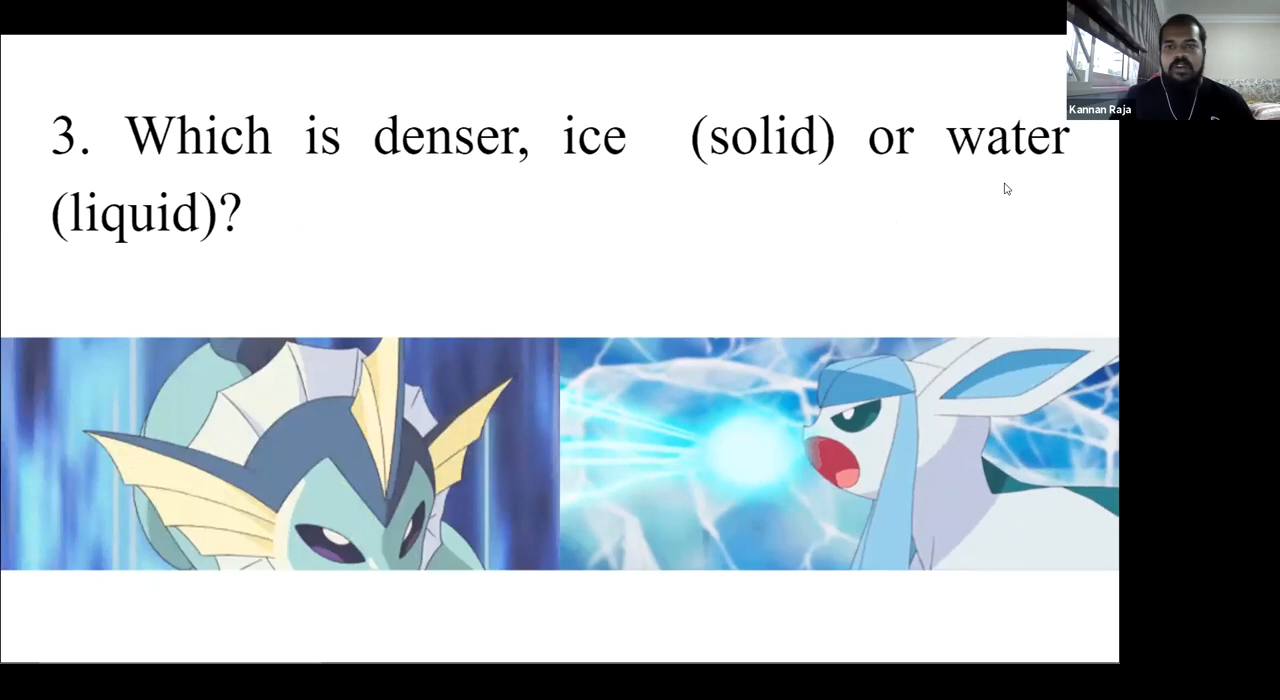 3. Which is denser, ice (solid) or water
(liquid)?
Kannan Raja